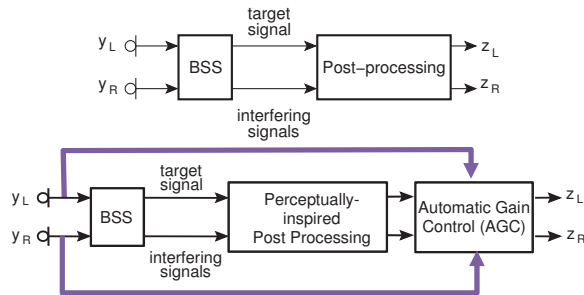 target
signal
y L
BSS
Post-processing
z L
y R
z R
interfering
signals
target
signal
y L
BSS
Perceptually-
inspired
Post Processing
Automatic Gain
Control (AGC)
z L
y R
z R
interfering
signals